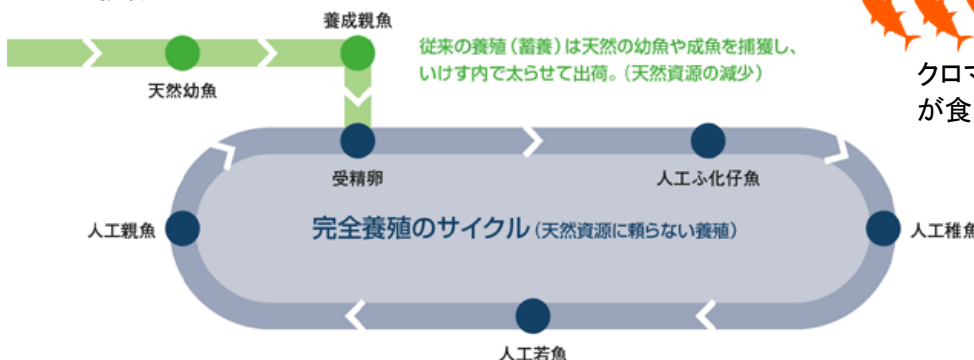 養成親魚
従来の養殖（蓄養）は天然の幼魚や成魚を捕獲し、
いけす内で太らせて出荷。（天然資源の減少）
天然幼魚
クロマ
が食
受精卵
人工ふ化仔魚
人工親魚
完全養殖のサイクル（天然資源に頼らない養殖）
人工稚魚
人工若魚